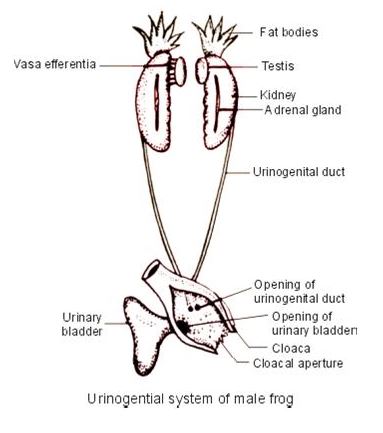 Fat bodies
Vasa efferentia
Testis
Kidney
Adrenal gland
Urinogenital duct
Opening of
urinogenital duct
Urinary
bladder
Opening of
urinary bladden
Cloaca
Cloacal aperture
Urinogential system of male frog